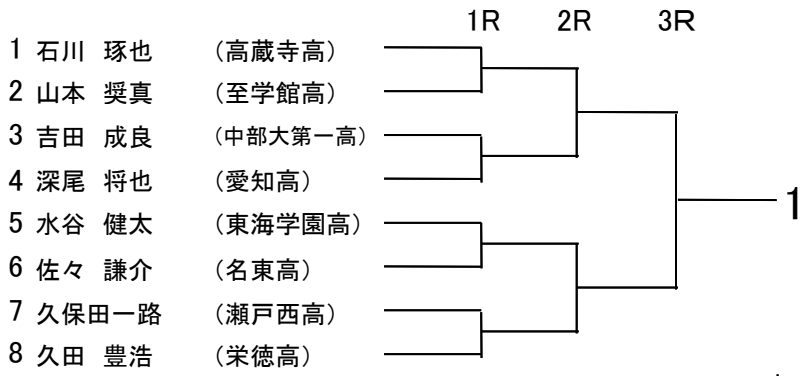 1R 2R 3R
1 石川 琢也 (高蔵寺高)
2 山本 奨真 (至学館高)
3 吉田 成良 (中部大第一高)
4 深尾 将也 (愛知高)
5 水谷 健太 (東海学園高)
6 佐々 謙介 (名東高)
7 久保田一路 (瀬戸西高)
8 久田 豊浩 (栄徳高)
1